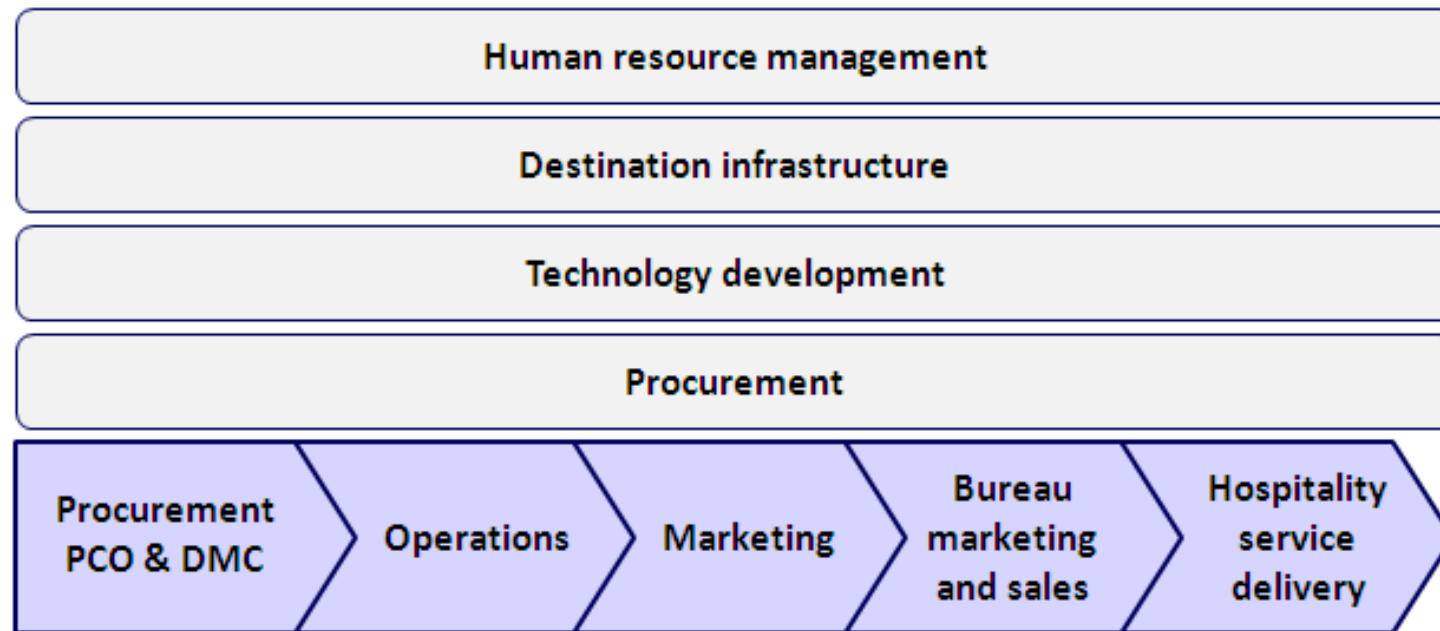 Human resource management
Destination infrastructure
Technology development
Procurement
Procurement
PCO & DMC
Operations
Marketing
Bureau
marketing
and sales
Hospitality
service
delivery